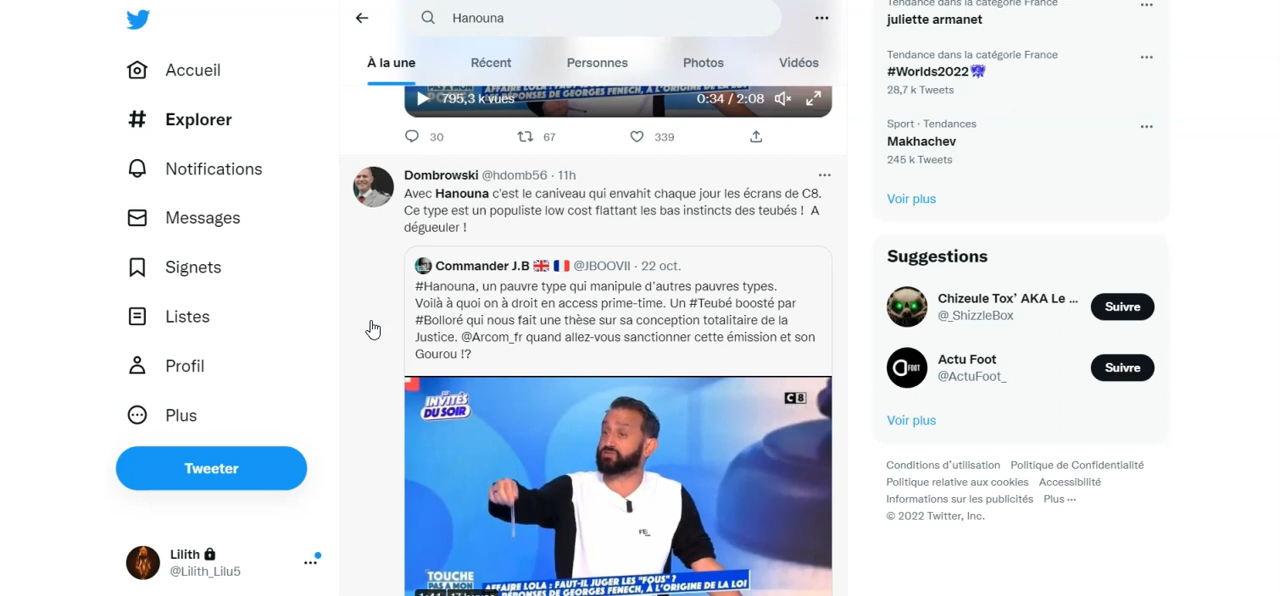 Hanouna
À la une
Récent
Personnes
Photos
Vidéos
Accueil
Explorer
Notifications
Messages
Signets
Listes
Profil
Plus
Tweeter
Lilith
@Lilith_Lilu5
795,3 k vues
0:34 / 2:08
30
67
339
Dombrowski @hdomb56 · 11h
Avec Hanouna c'est le caniveau qui envahit chaque jour les écrans de C8.
Ce type est un populiste low cost flattant les bas instincts des teubés ! A
dégueuler !
Commander J.B @JBOOVII · 22 oct.
#Hanouna, un pauvre type qui manipule d'autres pauvres types.
Voilà à quoi on à droit en access prime-time. Un #Teubé boosté par
#Bolloré qui nous fait une thèse sur sa conception totalitaire de la
Justice. @Arcom_fr quand allez-vous sanctionner cette émission et son
Gourou !?
LES
INVITÉS
DU SOIR
C8
TOUCHE
PAS A MON
AFFAIRE LOLA : FAUT-IL JUGER LES "FOUS" ?
RÉPONSES DE GEORGES FENECH, À L'ORIGINE DE LA LOI
Tendance dans la catégorie France
juliette armanet
Tendance dans la catégorie France
#Worlds2022
28,7 k Tweets
Sport · Tendances
Makhachev
245 k Tweets
Voir plus
Suggestions
Chizeule Tox' AKA Le ...
@_ShizzleBox
Suivre
Actu Foot
@ActuFoot_
Suivre
Voir plus
Conditions d'utilisation Politique de Confidentialité
Politique relative aux cookies Accessibilité
Informations sur les publicités Plus ···
© 2022 Twitter, Inc.